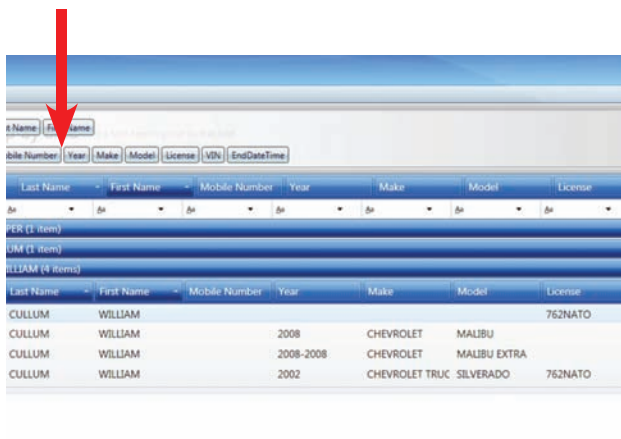 t Name First Name
bile Number Year Make Model License VIN EndDateTime
Last Name First Name Mobile Number Year Make Model License
PER (1 item)
UM (1 item)
ILLIAM (4 items)
Last Name First Name Mobile Number Year Make Model License
CULLUM WILLIAM 762NATO
CULLUM WILLIAM 2008 CHEVROLET MALIBU
CULLUM WILLIAM 2008-2008 CHEVROLET MALIBU EXTRA
CULLUM WILLIAM 2002 CHEVROLET TRUC SILVERADO 762NATO